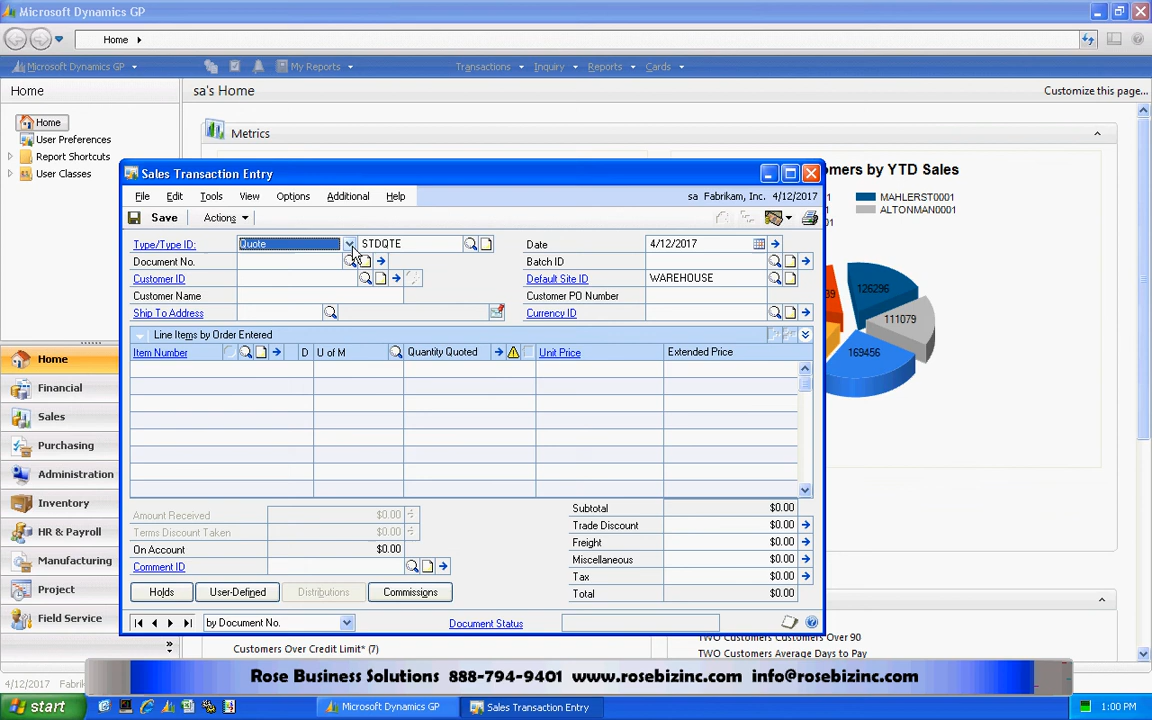 Microsoft Dynamics GP
Home
Microsoft Dynamics GP
My Reports
Transactions
Inquiry
Reports
Cards
Home
sa's Home
Customize this page...
Home
User Preferences
Report Shortcuts
User Classes
Metrics
omers by YTD Sales
MAHLERST0001
ALTONMAN0001
126296
111079
169456
39
Sales Transaction Entry
File Edit Tools View Options Additional Help
sa Fabrikam, Inc. 4/12/2017
Save
Actions
Type/Type ID: Quote STDQTE
Date 4/12/2017
Document No.
Batch ID
Customer ID
Default Site ID WAREHOUSE
Customer Name
Customer PO Number
Ship To Address
Currency ID
Line Items by Order Entered
Item Number D U of M Quantity Quoted Unit Price Extended Price
Amount Received $0.00
Terms Discount Taken $0.00
On Account $0.00
Comment ID
Subtotal $0.00
Trade Discount $0.00
Freight $0.00
Miscellaneous $0.00
Tax $0.00
Total $0.00
Holds User-Defined Distributions Commissions
by Document No.
Document Status
Home
Financial
Sales
Purchasing
Administration
Inventory
HR & Payroll
Manufacturing
Project
Field Service
Customers Over Credit Limit* (7)
TWO Customers Customers Over 90
TWO Customers Average Days to Pay
4/12/2017 Fabrik
Rose Business Solutions 888-794-9401 www.rosebizinc.com info@rosebizinc.com
start
Microsoft Dynamics GP
Sales Transaction Entry
1:00 PM